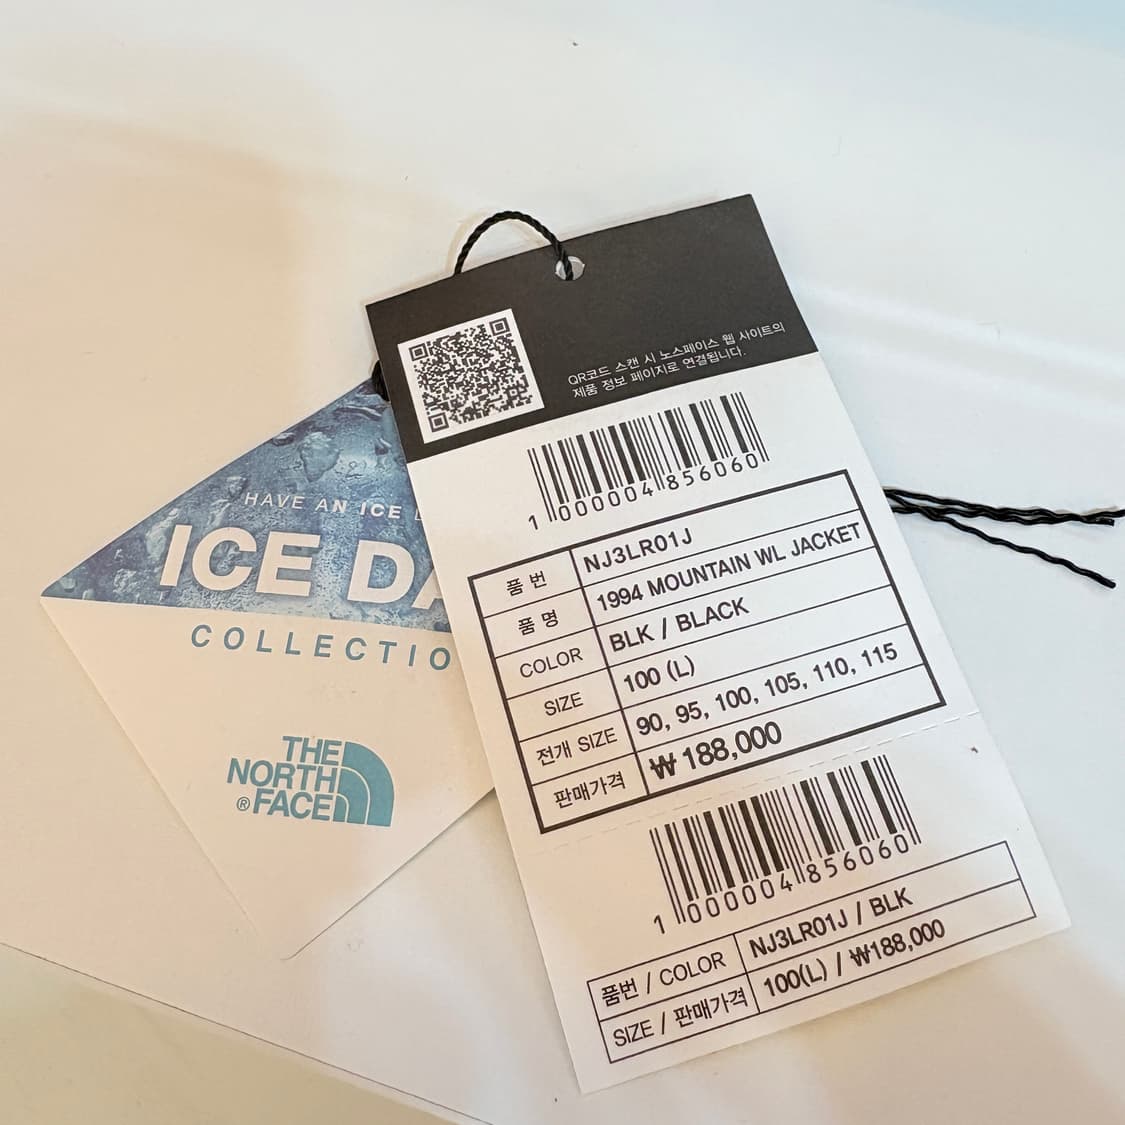 QR코드 스캔 시 노스페이스 웹 사이트의
제품 정보 페이지로 연결됩니다.
1 000004 856060
품 번 NJ3LR01J
품 명 1994 MOUNTAIN WL JACKET
COLOR BLK / BLACK
SIZE 100 (L)
전개 SIZE 90, 95, 100, 105, 110, 115
판매가격 ₩ 188,000
1 000004 856060
품번 / COLOR NJ3LR01J / BLK
SIZE / 판매가격 100(L) / ₩188,000
HAVE AN ICE
ICE DA
COLLECTIO
THE
NORTH
® FACE